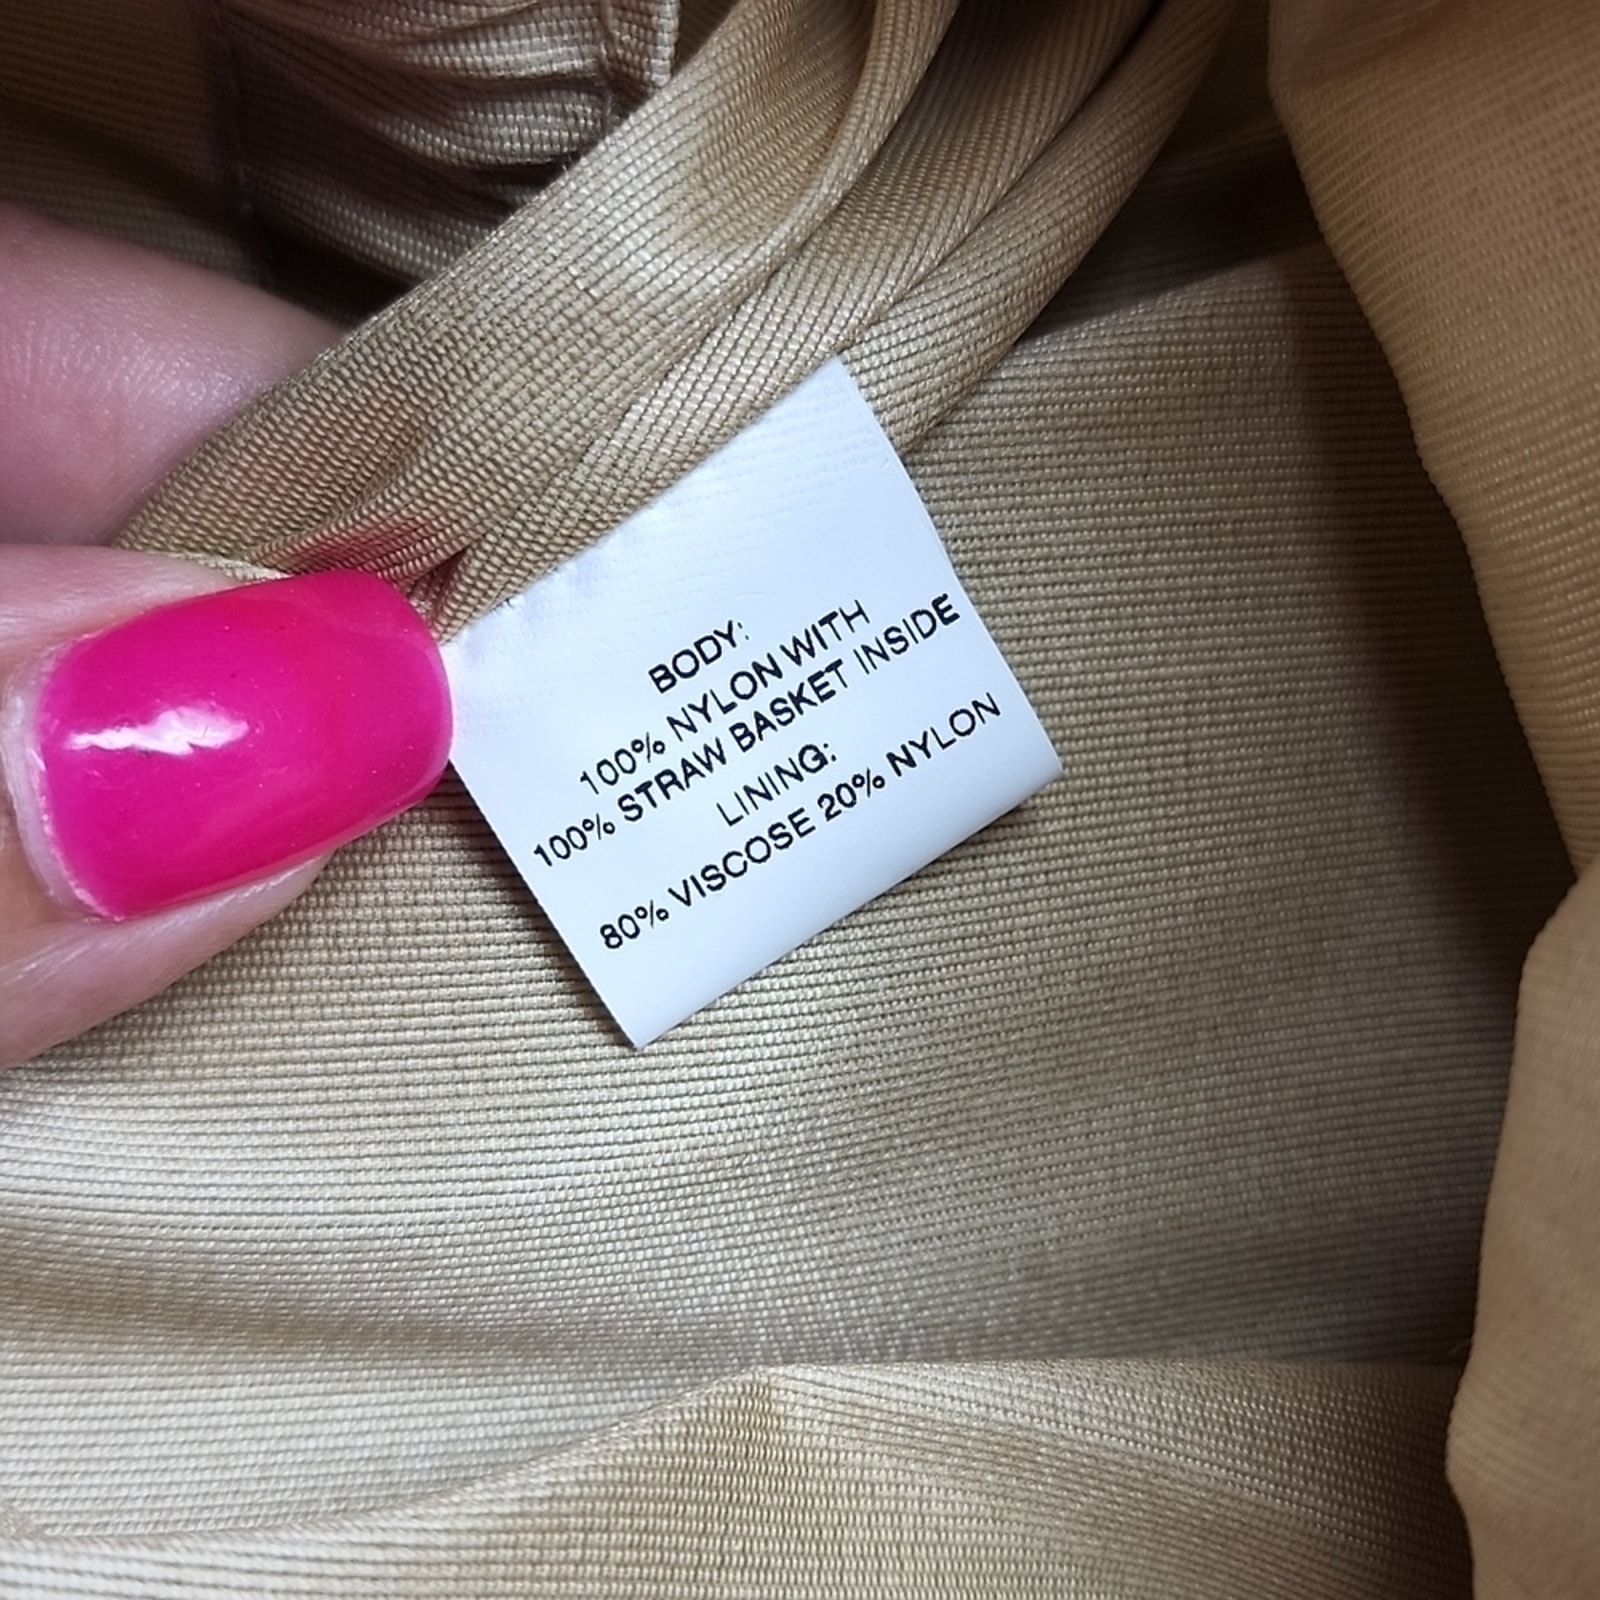 BODY:
100% NYLON WITH
100% STRAW BASKET INSIDE
LINING:
80% VISCOSE 20% NYLON